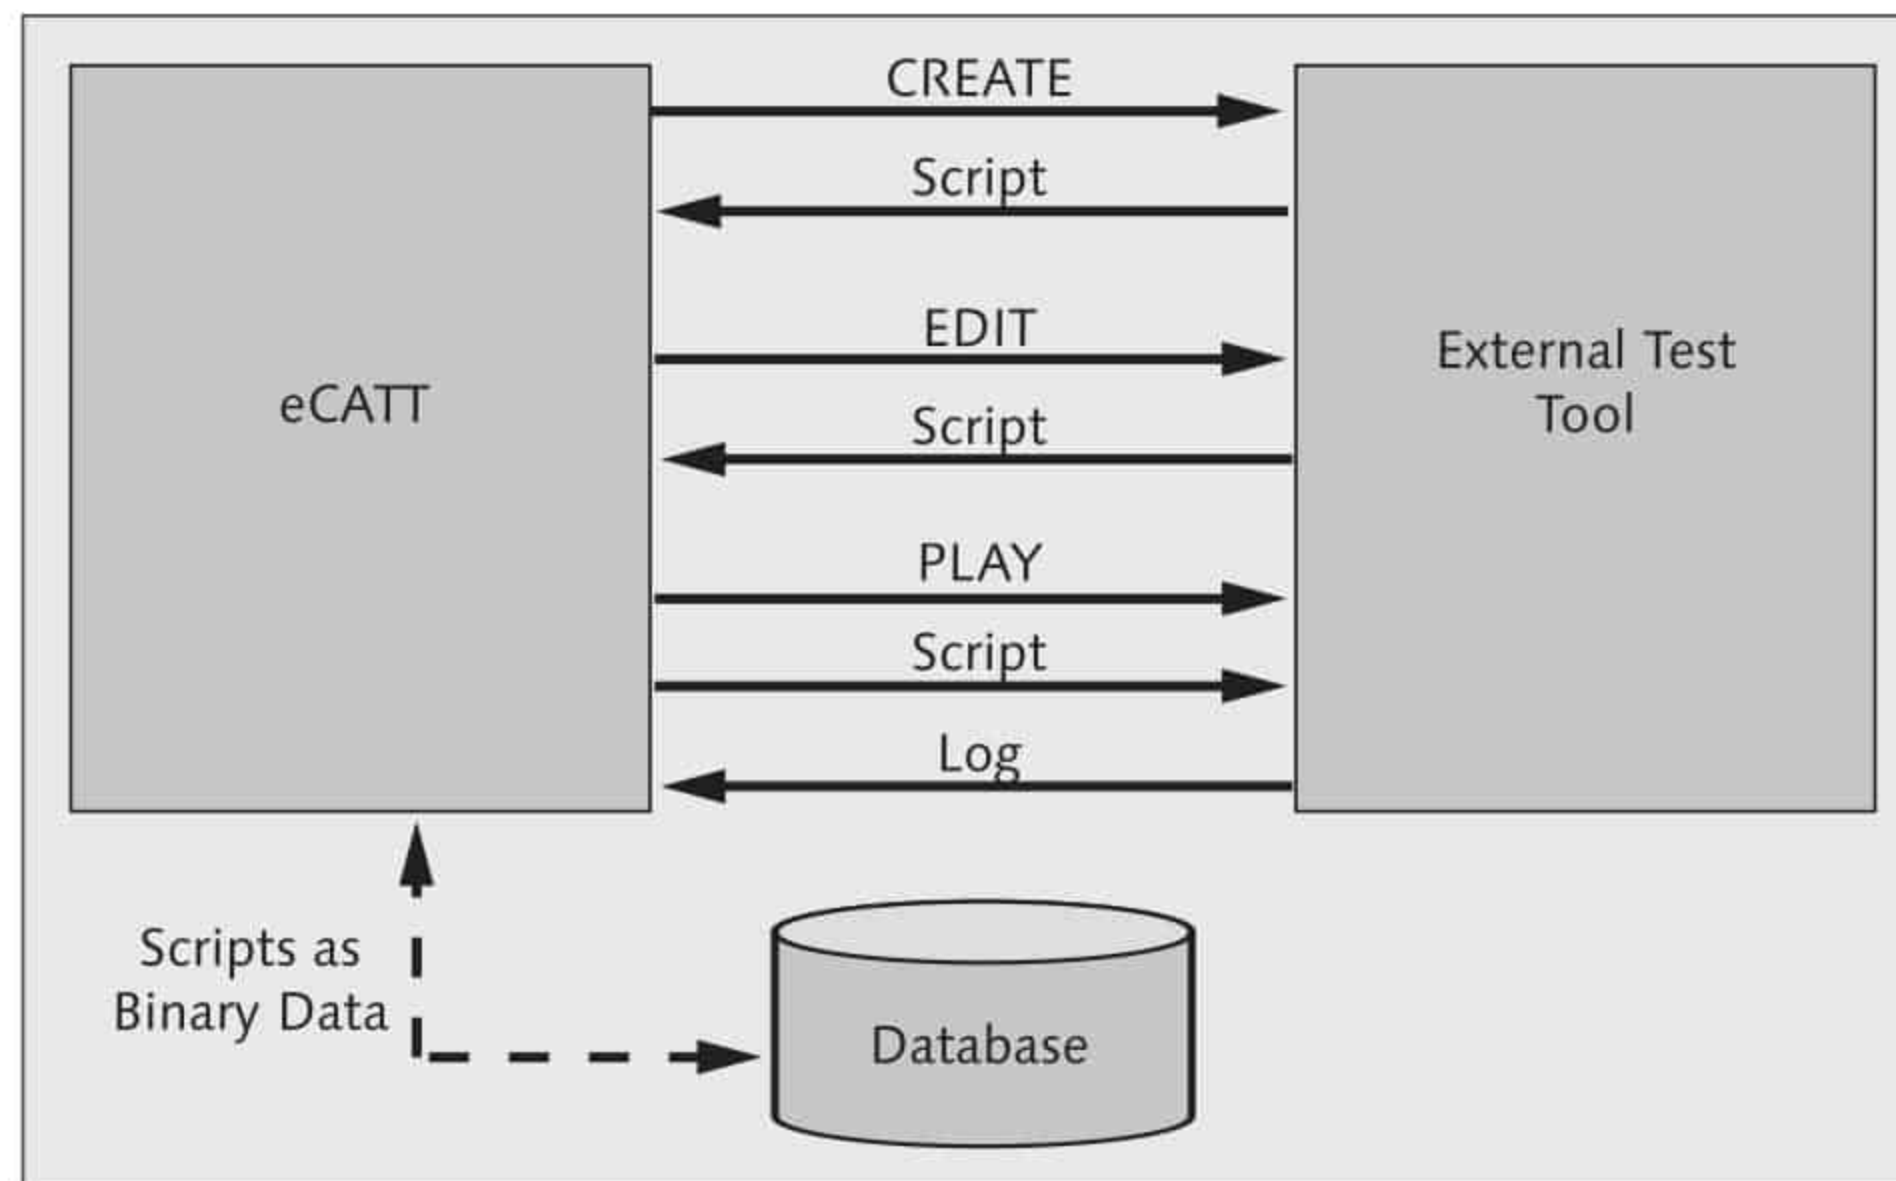 CREATE
Script
EDIT
eCATT
External Test
Tool
Script
PLAY
Script
Log
Scripts as
Binary Data
Database